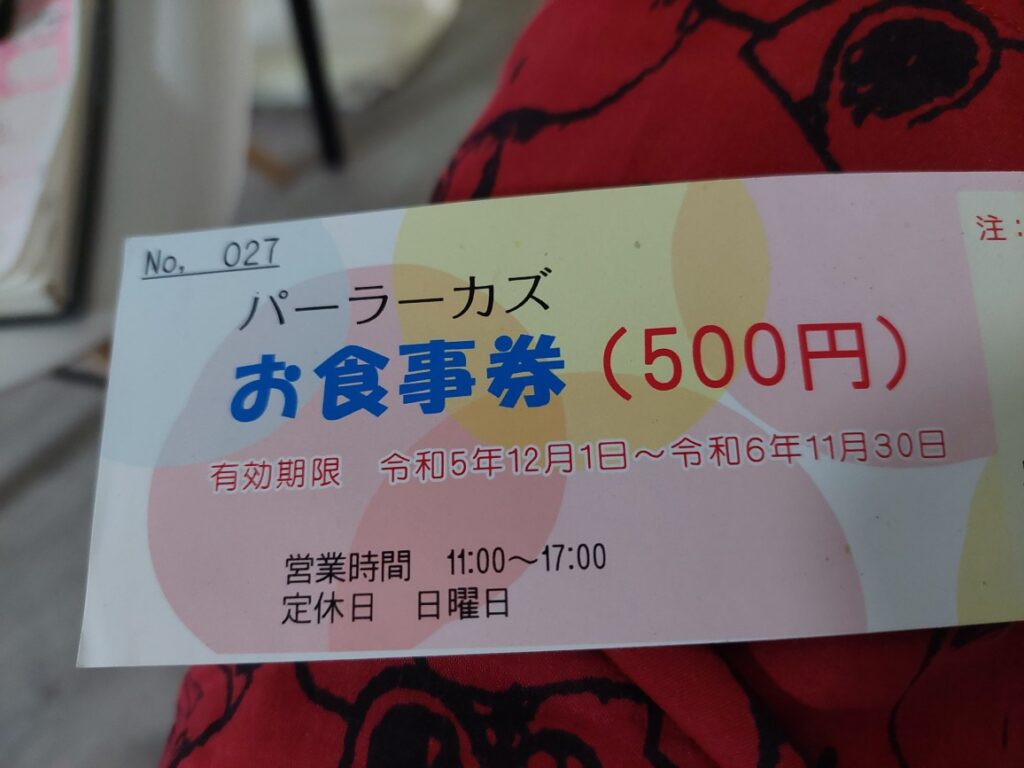 No. 027
パーラーカズ
お食事券（500円）
有効期限 令和5年12月1日～令和6年11月30日
営業時間 11:00～17:00
定休日 日曜日
注：